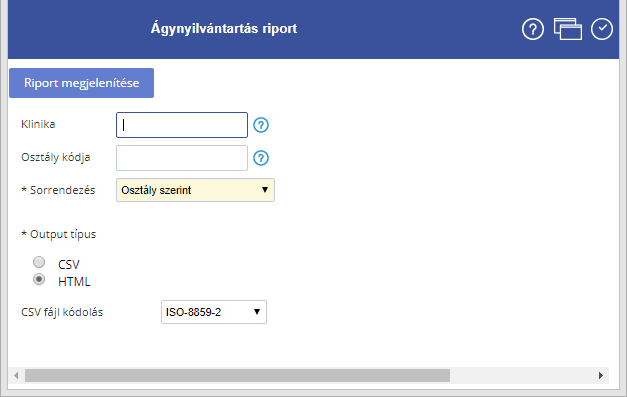 Ágynyilvántartás riport
Riport megjelenítése
Klinika
Osztály kódja
* Sorrendezés Osztály szerint
* Output típus
CSV
HTML
CSV fájl kódolás ISO-8859-2